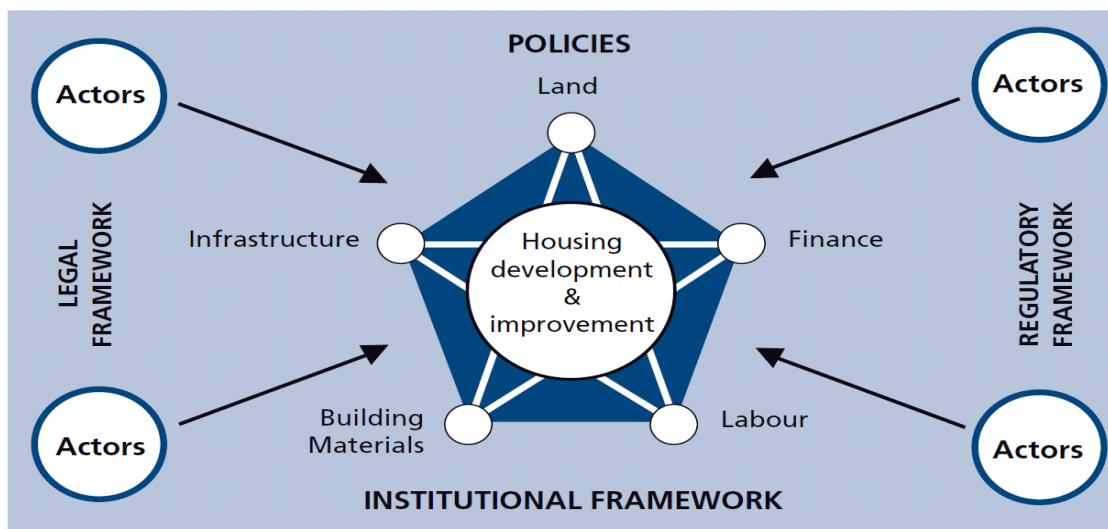 POLICIES
Actors
Land
Actors
LEGAL
FRAMEWORK
Infrastructure
Housing
development
&
improvement
Finance
REGULATORY
FRAMEWORK
Actors
Building
Materials
Labour
Actors
INSTITUTIONAL FRAMEWORK